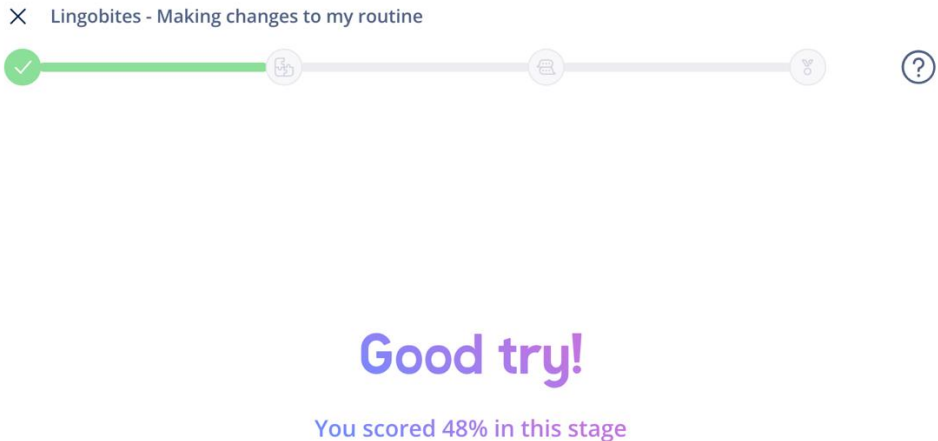 Lingobites - Making changes to my routine
?
Good try!
You scored 48% in this stage